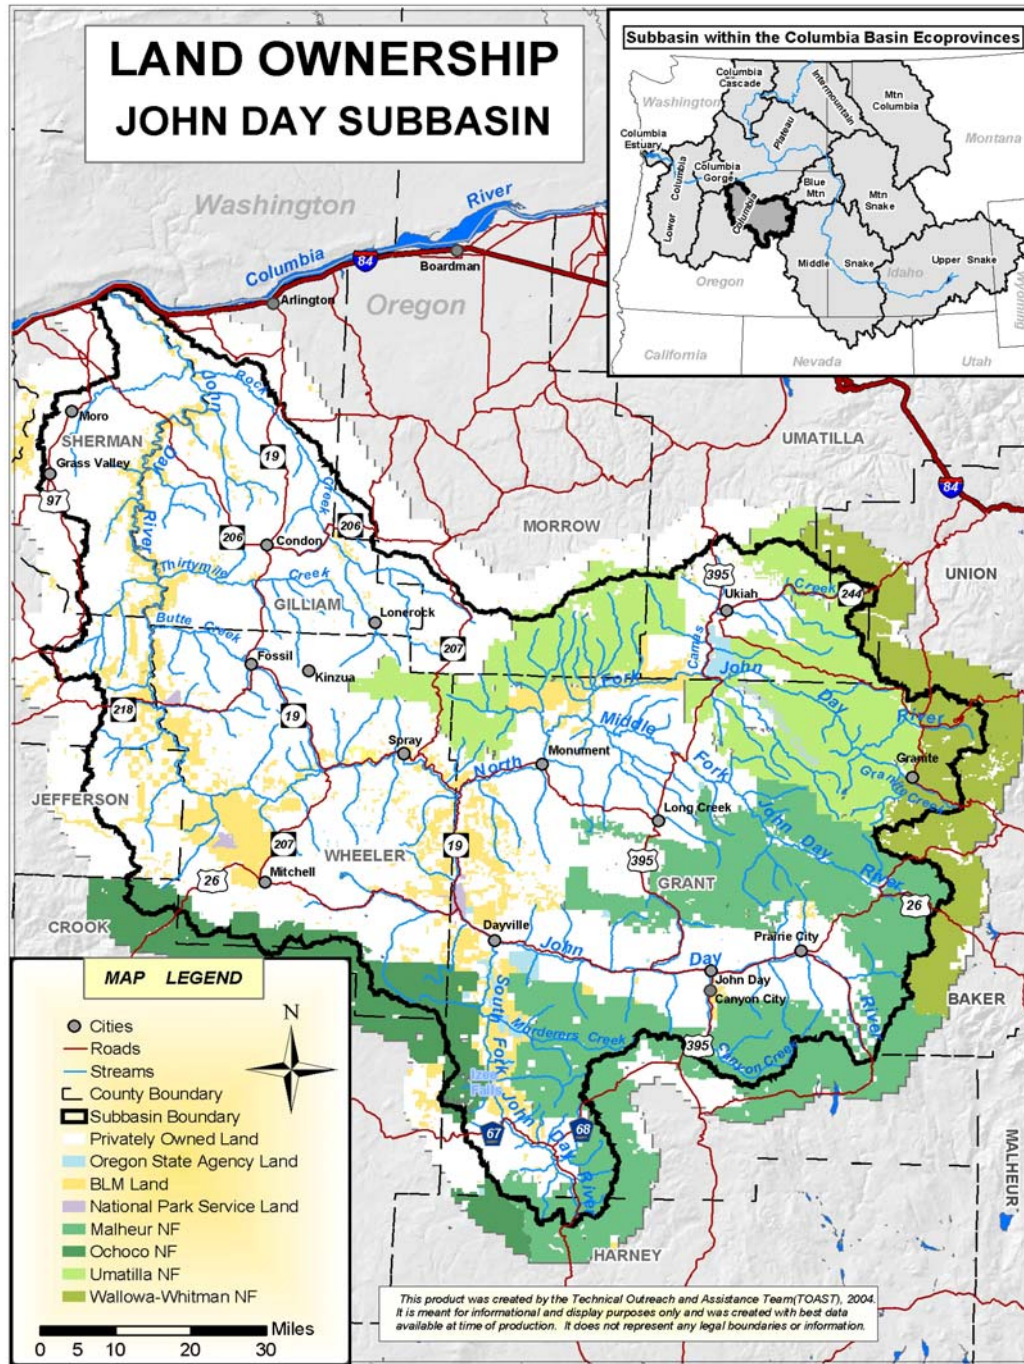 LAND OWNERSHIP
JOHN DAY SUBBASIN
Subbasin within the Columbia Basin Ecoprovinces
Columbia
Cascade
Intermountain
Mtn
Columbia
Washington
Montana
Columbia
Estuary
Plateau
Columbia
Gorge
Lower Columbia
Columbia
Blue
Mtn
Mtn
Snake
Middle Snake
Upper Snake
Idaho
Oregon
Wyoming
California
Nevada
Utah
Washington
Columbia River
84
Boardman
Arlington
Oregon
John Day River
Rock Creek
Moro
SHERMAN
19
Grass Valley
97
UMATILLA
84
MORROW
206
206
Condon
395
UNION
Thirtymile Creek
GILLIAM
Ukiah
Creek
244
Lonerock
Butte Creek
Camas
207
Fossil
Kinzua
Fork John Day River
218
19
Middle Fork John Day River
Spray
North
Monument
Granite
Granite Creek
JEFFERSON
Long Creek
207
WHEELER
19
395
26
Mitchell
GRANT
26
CROOK
Dayville
John Day River
Prairie City
John Day
Canyon City
BAKER
South Fork John Day River
Murderers Creek
395
Canyon Creek
Izee
Falls
67
68
MALHEUR
HARNEY
MAP LEGEND
N
Cities
Roads
Streams
County Boundary
Subbasin Boundary
Privately Owned Land
Oregon State Agency Land
BLM Land
National Park Service Land
Malheur NF
Ochoco NF
Umatilla NF
Wallowa-Whitman NF
Miles
0 5 10 20 30
This product was created by the Technical Outreach and Assistance Team(TOAST), 2004.
It is meant for informational and display purposes only and was created with best data
available at time of production. It does not represent any legal boundaries or information.